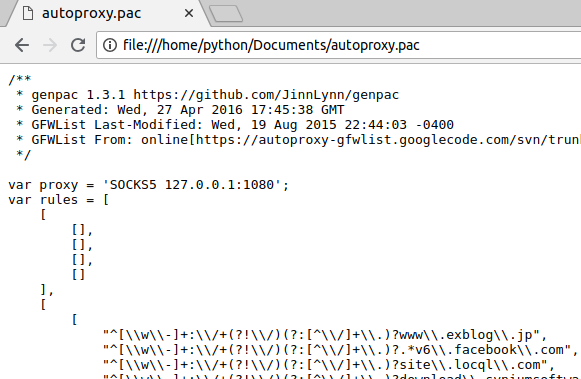 autoproxy.pac
file:///home/python/Documents/autoproxy.pac
/**
 * genpac 1.3.1 https://github.com/JinnLynn/genpac
 * Generated: Wed, 27 Apr 2016 17:45:38 GMT
 * GFWList Last-Modified: Wed, 19 Aug 2015 22:44:03 -0400
 * GFWList From: online[https://autoproxy-gfwlist.googlecode.com/svn/trun
 */
var proxy = 'SOCKS5 127.0.0.1:1080';
var rules = [
    [
        [],
        [],
        [],
        []
    ],
    [
        [
            "^[\\w\\-]+:\\/+(?!\\/)(?:[^\\/]+\\.)?www\\.exblog\\.jp",
            "^[\\w\\-]+:\\/+(?!\\/)(?:[^\\/]+\\.)?.*v6\\.facebook\\.com",
            "^[\\w\\-]+:\\/+(?!\\/)(?:[^\\/]+\\.)?site\\.locql\\.com",